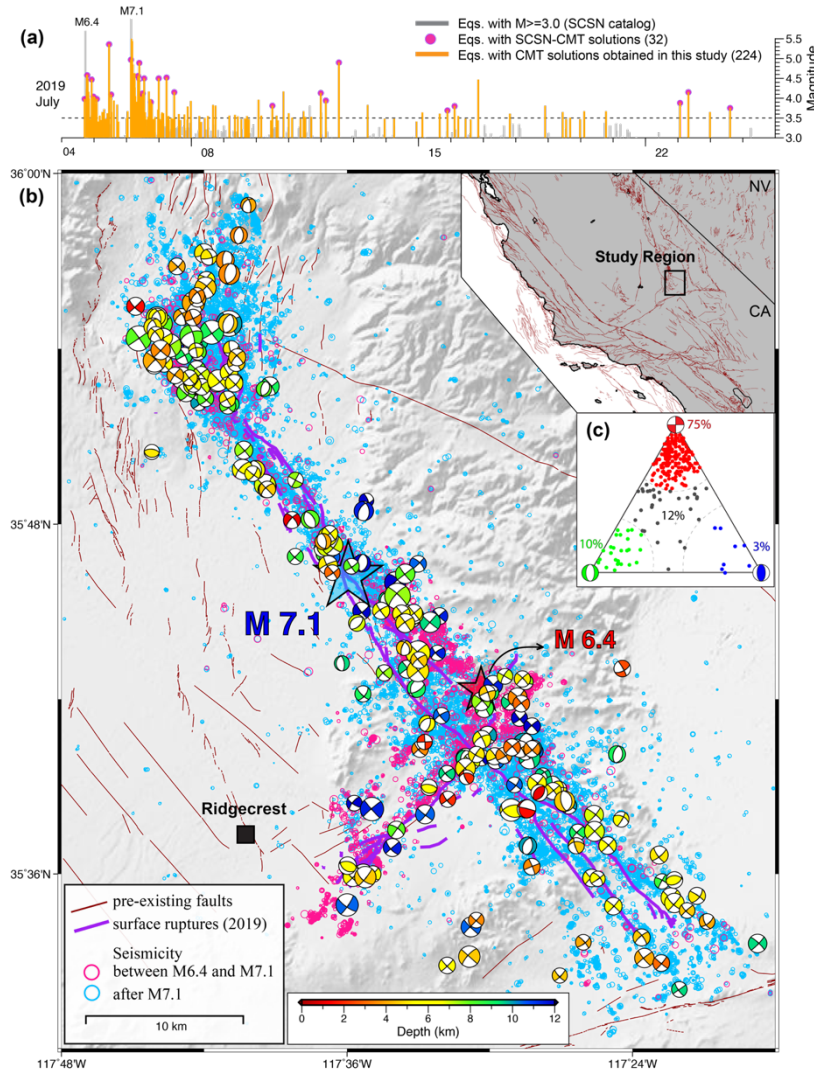 M6.4 M7.1
(a)
Eqs. with M>=3.0 (SCSN catalog)
Eqs. with SCSN-CMT solutions (32)
Eqs. with CMT solutions obtained in this study (224)
2019
July
5.5
5.0
4.5
4.0
3.5
3.0
Magnitude
04 08 15 22
36°00'N
(b)
NV
Study Region
CA
(c)
75%
12%
10%
3%
35°48'N
M 7.1
M 6.4
Ridgecrest
35°36'N
pre-existing faults
surface ruptures (2019)
Seismicity
between M6.4 and M7.1
after M7.1
10 km
0 2 4 6 8 10 12
Depth (km)
117°48'W 117°36'W 117°24'W